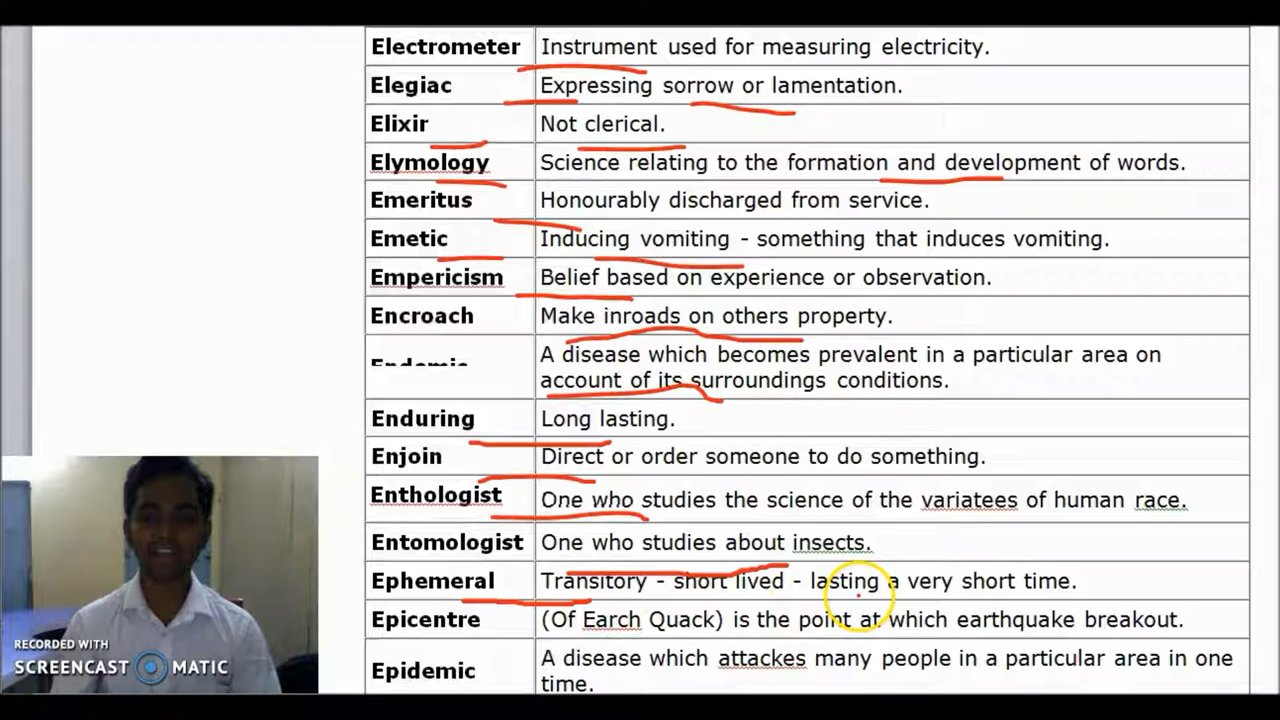 Electrometer Instrument used for measuring electricity.
Elegiac Expressing sorrow or lamentation.
Elixir Not clerical.
Elymology Science relating to the formation and development of words.
Emeritus Honourably discharged from service.
Emetic Inducing vomiting - something that induces vomiting.
Empericism Belief based on experience or observation.
Encroach Make inroads on others property.
Endemic A disease which becomes prevalent in a particular area on
account of its surroundings conditions.
Enduring Long lasting.
Enjoin Direct or order someone to do something.
Enthologist One who studies the science of the variatees of human race.
Entomologist One who studies about insects.
Ephemeral Transitory - short lived - lasting a very short time.
Epicentre (Of Earch Quack) is the point at which earthquake breakout.
Epidemic A disease which attackes many people in a particular area in one
time.
RECORDED WITH
SCREENCAST MATIC